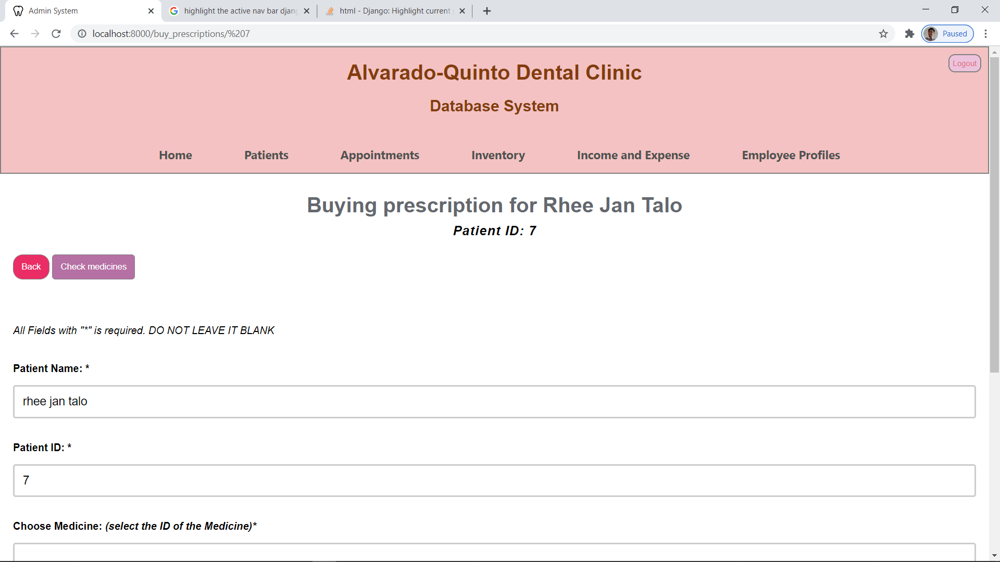 Admin System
highlight the active nav bar djang
html - Django: Highlight current
localhost:8000/buy_prescriptions/%207
Paused
Logout
Alvarado-Quinto Dental Clinic
Database System
Home Patients Appointments Inventory Income and Expense Employee Profiles
Buying prescription for Rhee Jan Talo
Patient ID: 7
Back Check medicines
All Fields with "*" is required. DO NOT LEAVE IT BLANK
Patient Name: *
rhee jan talo
Patient ID: *
7
Choose Medicine: (select the ID of the Medicine)*